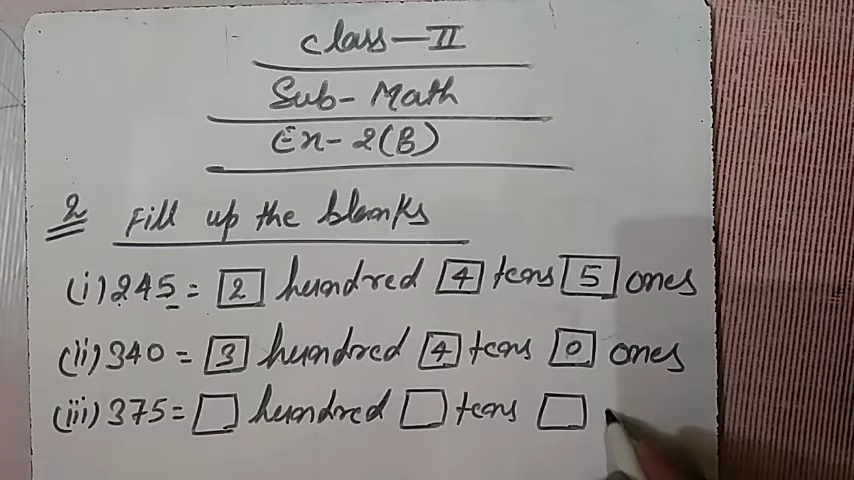 Class-II
Sub- Math
Ex- 2(B)
2 Fill up the blanks
(i) 245 = 2 hundred 4 tens 5 ones
(ii) 340 = 3 hundred 4 tens 0 ones
(iii) 375 = hundred tens